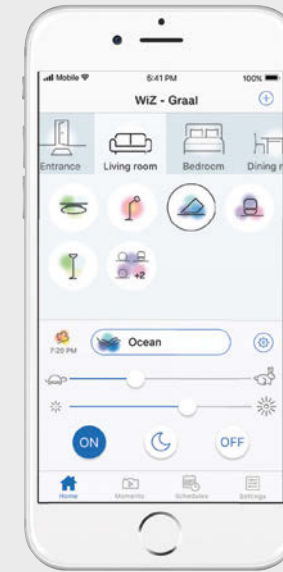 Mobile 5:41 PM 100%
WiZ - Graal
Entrance Living room Bedroom Dining r
+2
7:20 PM Ocean
ON OFF
Home Moments Schedules Settings